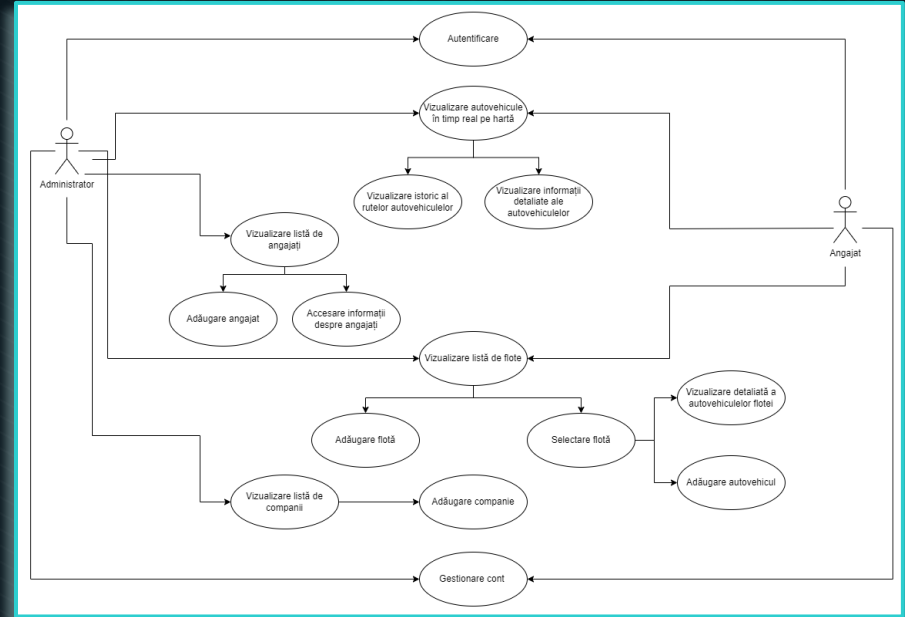 Autentificare
Vizualizare autovehicule
în timp real pe hartă
Administrator
Vizualizare istoric al
rutelor autovehiculelor
Vizualizare informații
detaliate ale
autovehiculelor
Vizualizare listă de
angajați
Angajat
Adăugare angajat
Accesare informații
despre angajați
Vizualizare listă de flote
Vizualizare detaliată a
autovehiculelor flotei
Adăugare flotă
Selectare flotă
Adăugare autovehicul
Vizualizare listă de
companii
Adăugare companie
Gestionare cont